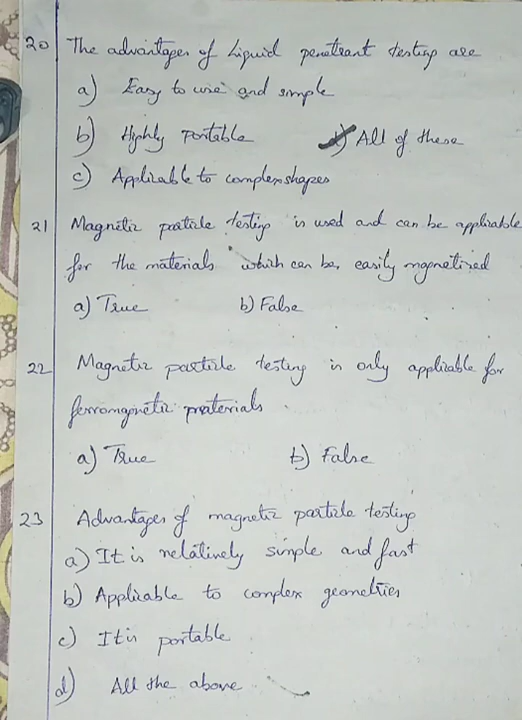 20 The advantages of Liquid penetrant testing are
a) Easy to use and simple
b) Highly Portable d) All of these
c) Applicable to complex shapes
21 Magnetic particle testing is used and can be applicable
for the materials which can be, easily magnetised
a) True b) False
22 Magnetic particle testing is only applicable for
ferromagnetic materials
a) True b) False
23 Advantages of magnetic particle testing
a) It is relatively simple and fast
b) Applicable to complex geometries
c) It is portable
d) All the above